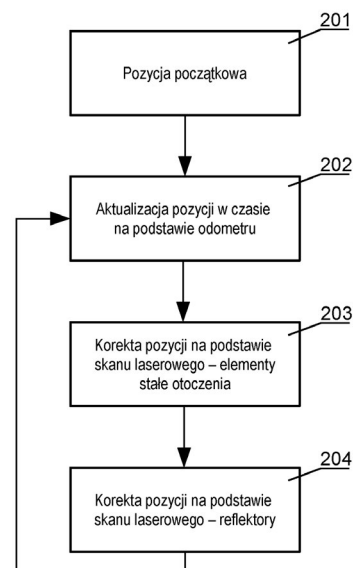 201
Pozycja początkowa
202
Aktualizacja pozycji w czasie
na podstawie odometru
203
Korekta pozycji na podstawie
skanu laserowego – elementy
stałe otoczenia
204
Korekta pozycji na podstawie
skanu laserowego – reflektory